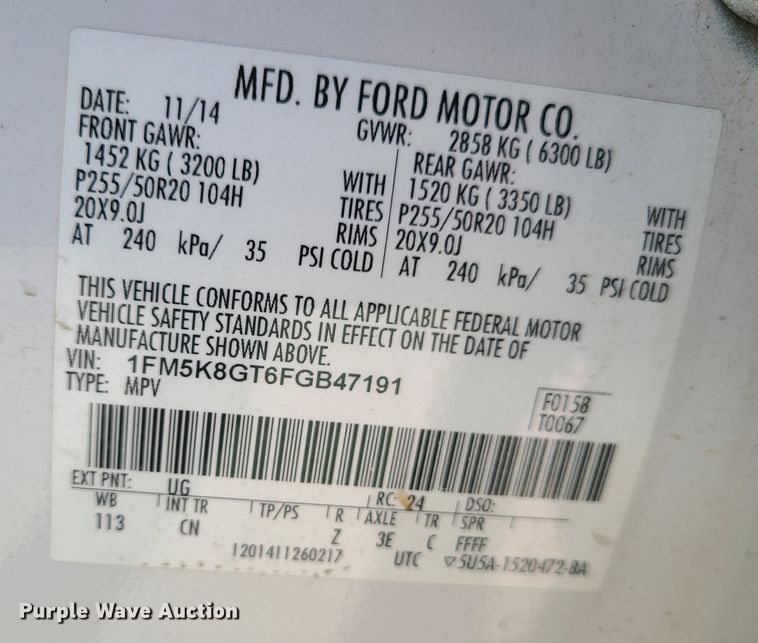 MFD. BY FORD MOTOR CO.
DATE: 11/14 GVWR: 2858 KG ( 6300 LB)
FRONT GAWR: REAR GAWR:
1452 KG ( 3200 LB) WITH 1520 KG ( 3350 LB) WITH
P255/50R20 104H TIRES P255/50R20 104H TIRES
20X9.0J RIMS 20X9.0J RIMS
AT 240 kPa/ 35 PSI COLD AT 240 kPa/ 35 PSI COLD
THIS VEHICLE CONFORMS TO ALL APPLICABLE FEDERAL MOTOR
VEHICLE SAFETY STANDARDS IN EFFECT ON THE DATE OF
MANUFACTURE SHOWN ABOVE.
VIN: 1FM5K8GT6FGB47191
TYPE: MPV
F0158
T0067
EXT PNT: UG RC: 24 DSO:
WB INT TR TP/PS R AXLE TR SPR
113 CN Z 3E C FFFF
1201411260217 UTC ▽5U5A-1520472-BA
Purple Wave Auction